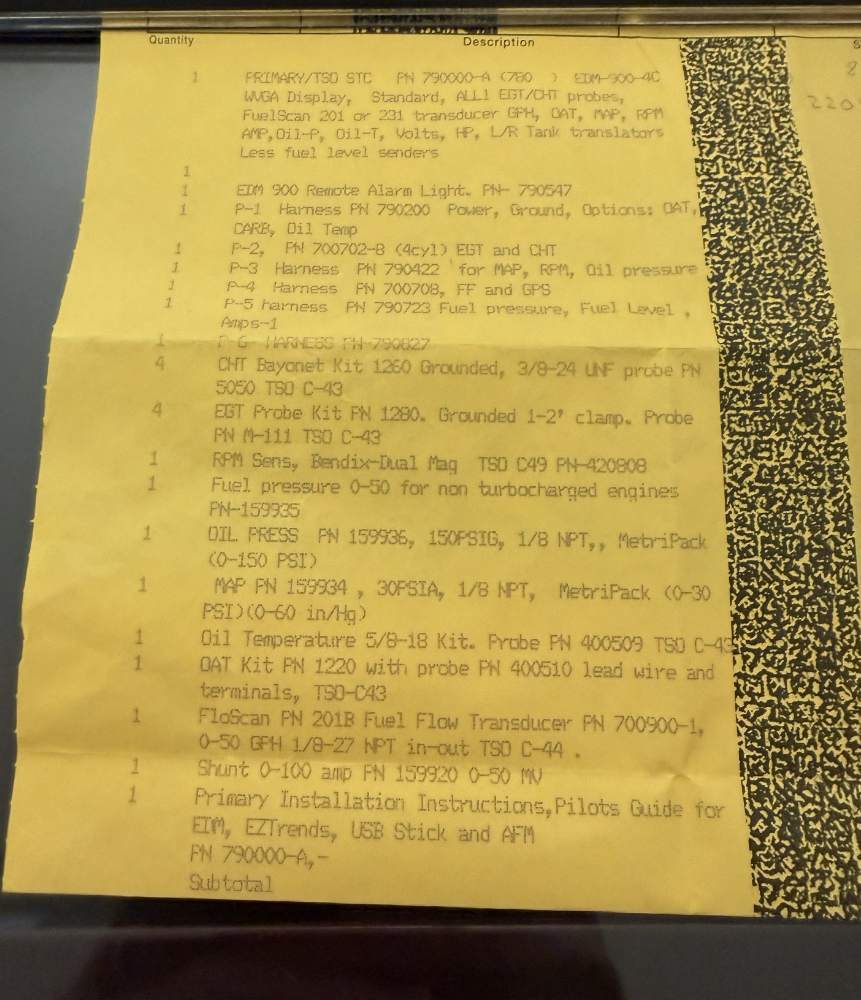 Quantity Description S
1 PRIMARY/TSO STC PN 790000-A (780 ) EDM-900-4C
WVGA Display, Standard, ALL! EGT/CHT probes,
FuelScan 201 or 231 transducer GPH, OAT, MAP, RPM
AMP,Oil-P, Oil-T, Volts, HP, L/R Tank translators
Less fuel level senders
1
1 EDM 900 Remote Alarm Light. PN- 790547
1 P-1 Harness PN 790200 Power, Ground, Options: OAT,
CARB, Oil Temp
1 P-2, PN 700702-B (4cyl) EGT and CHT
1 P-3 Harness PN 790422 for MAP, RPM, Oil pressure
1 P-4 Harness PN 700708, FF and GPS
1 P-5 harness PN 790723 Fuel pressure, Fuel Level ,
Amps-1
1 P-6 HARNESS PN-790827
4 CHT Bayonet Kit 1260 Grounded, 3/8-24 UNF probe PN
5050 TSO C-43
4 EGT Probe Kit PN 1280. Grounded 1-2' clamp. Probe
PN M-111 TSO C-43
1 RPM Sens, Bendix-Dual Mag TSO C49 PN-420808
1 Fuel pressure 0-50 for non turbocharged engines
PN-159935
1 OIL PRESS PN 159936, 150PSIG, 1/8 NPT,, MetriPack
(0-150 PSI)
1 MAP PN 159934 , 30PSIA, 1/8 NPT, MetriPack (0-30
PSI)(0-60 in/Hg)
1 Oil Temperature 5/8-18 Kit. Probe PN 400509 TSO C-43
1 OAT Kit PN 1220 with probe PN 400510 lead wire and
terminals, TSO-C43
1 FloScan PN 201B Fuel Flow Transducer PN 700900-1,
0-50 GPH 1/8-27 NPT in-out TSO C-44 .
1 Shunt 0-100 amp PN 159920 0-50 MV
1 Primary Installation Instructions,Pilots Guide for
EDM, EZTrends, USB Stick and AFM
PN 790000-A,-
Subtotal
220